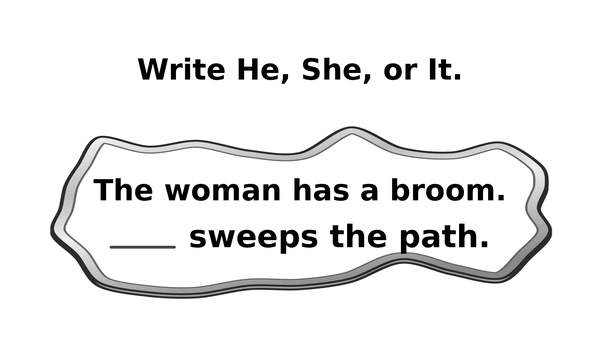 Write He, She, or It.
The woman has a broom.
____ sweeps the path.